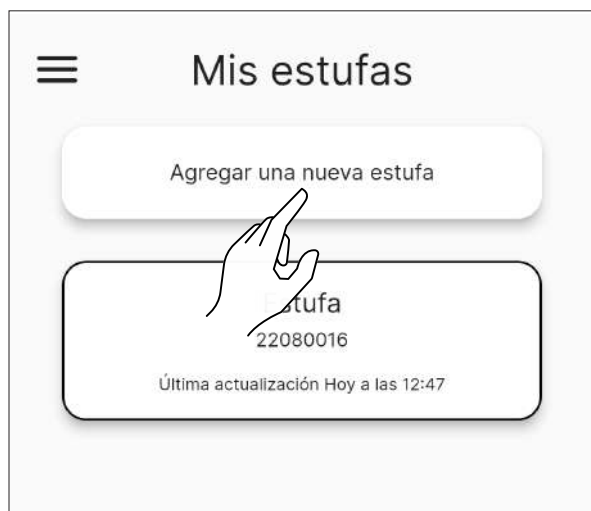 Mis estufas
Agregar una nueva estufa
Estufa
22080016
Última actualización Hoy a las 12:47